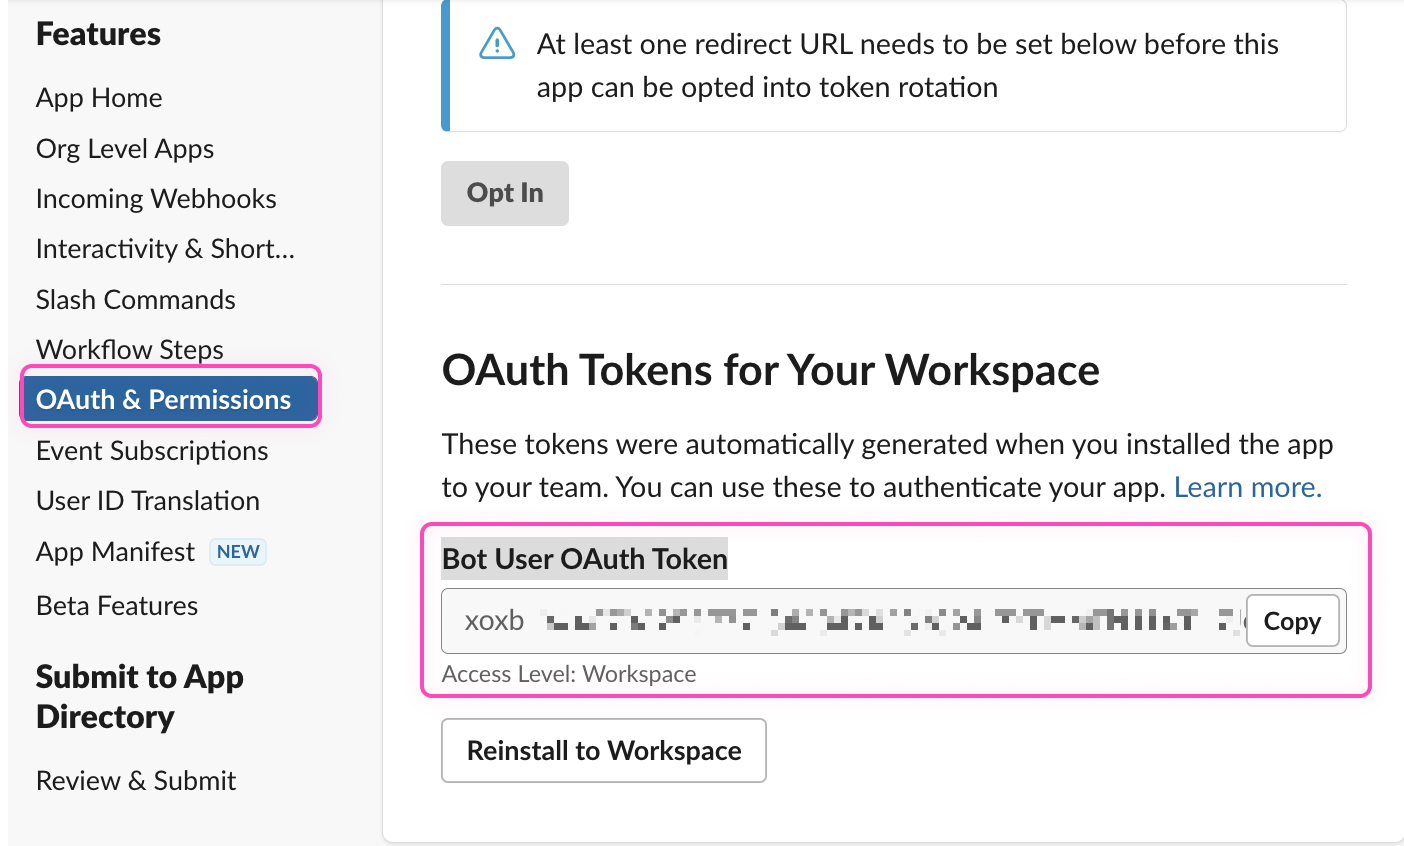 Features
App Home
Org Level Apps
Incoming Webhooks
Interactivity & Short...
Slash Commands
Workflow Steps
OAuth & Permissions
Event Subscriptions
User ID Translation
App Manifest NEW
Beta Features
Submit to App
Directory
Review & Submit
At least one redirect URL needs to be set below before this
app can be opted into token rotation
Opt In
OAuth Tokens for Your Workspace
These tokens were automatically generated when you installed the app
to your team. You can use these to authenticate your app. Learn more.
Bot User OAuth Token
xoxb
Copy
Access Level: Workspace
Reinstall to Workspace